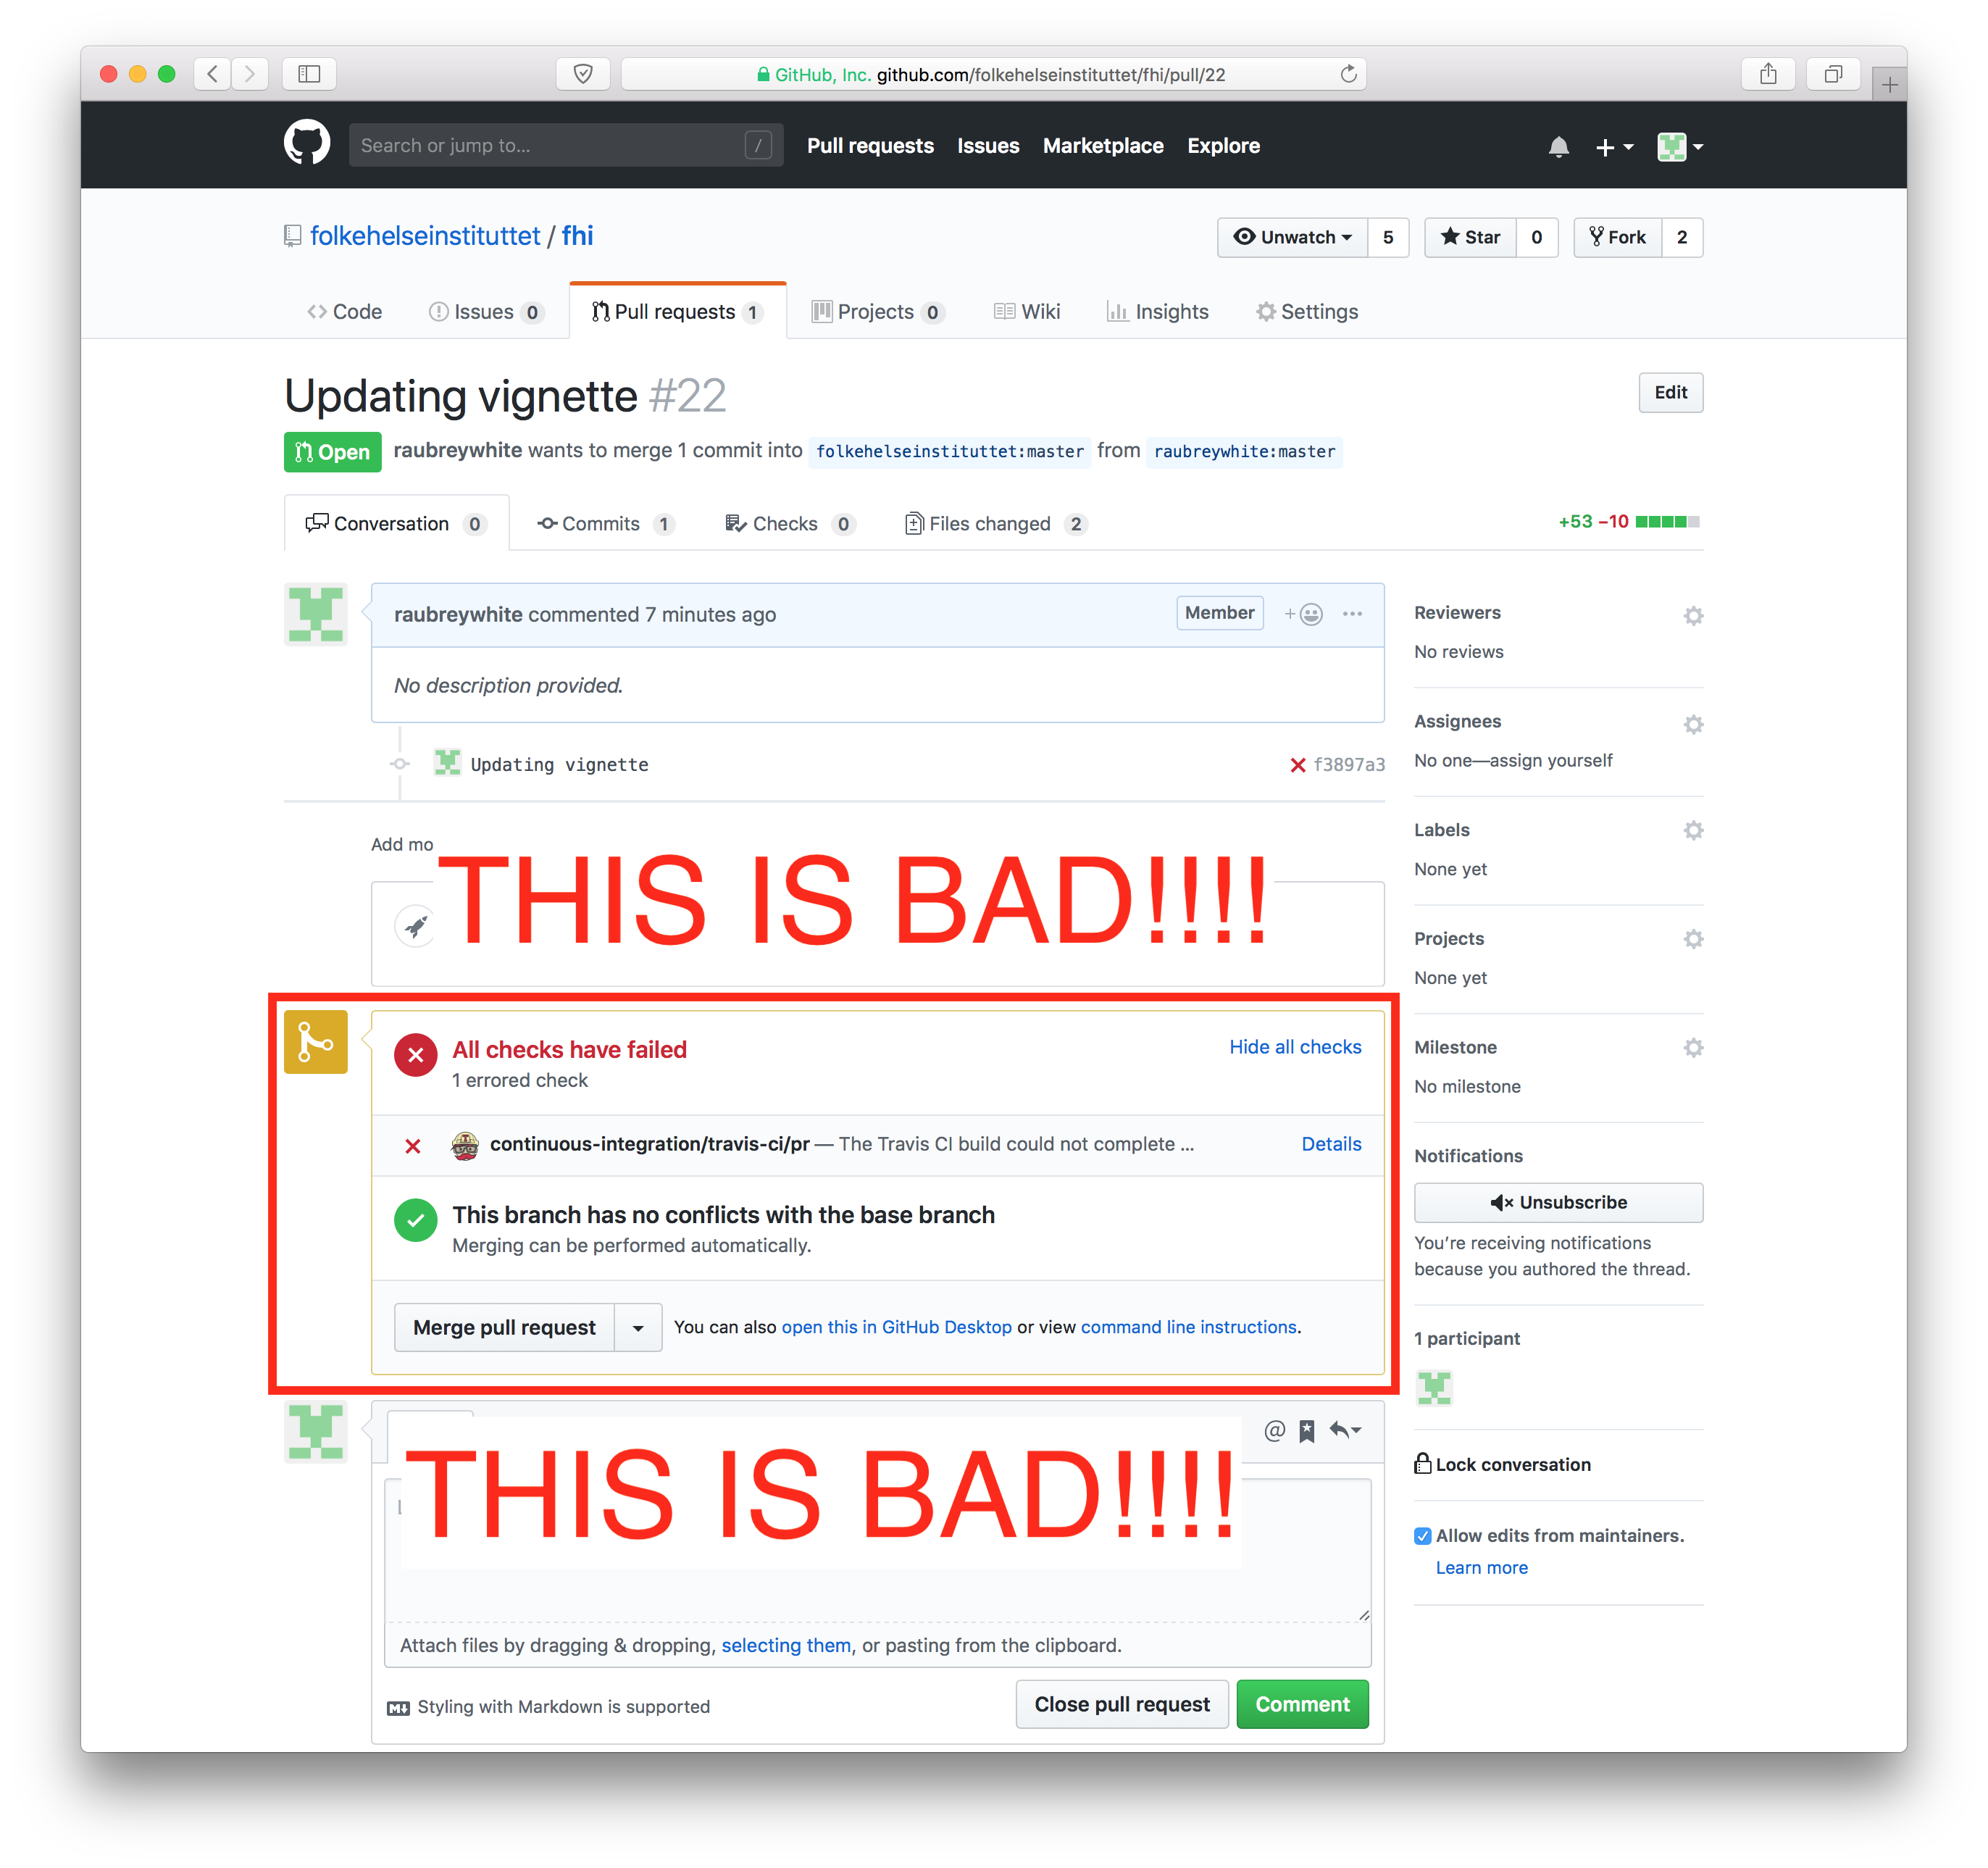 GitHub, Inc. github.com/folkehelseinstituttet/fhi/pull/22
Search or jump to... / Pull requests Issues Marketplace Explore
folkehelseinstituttet / fhi Unwatch 5 Star 0 Fork 2
Code Issues 0 Pull requests 1 Projects 0 Wiki Insights Settings
Updating vignette #22 Edit
Open raubreywhite wants to merge 1 commit into folkehelseinstituttet:master from raubreywhite:master
Conversation 0 Commits 1 Checks 0 Files changed 2 +53 −10
raubreywhite commented 7 minutes ago Member
No description provided.
Updating vignette f3897a3
Add mo
THIS IS BAD!!!!
All checks have failed Hide all checks
1 errored check
continuous-integration/travis-ci/pr — The Travis CI build could not complete ... Details
This branch has no conflicts with the base branch
Merging can be performed automatically.
Merge pull request You can also open this in GitHub Desktop or view command line instructions.
THIS IS BAD!!!!
Attach files by dragging & dropping, selecting them, or pasting from the clipboard.
Styling with Markdown is supported Close pull request Comment
Reviewers
No reviews
Assignees
No one—assign yourself
Labels
None yet
Projects
None yet
Milestone
No milestone
Notifications
Unsubscribe
You’re receiving notifications
because you authored the thread.
1 participant
Lock conversation
Allow edits from maintainers.
Learn more